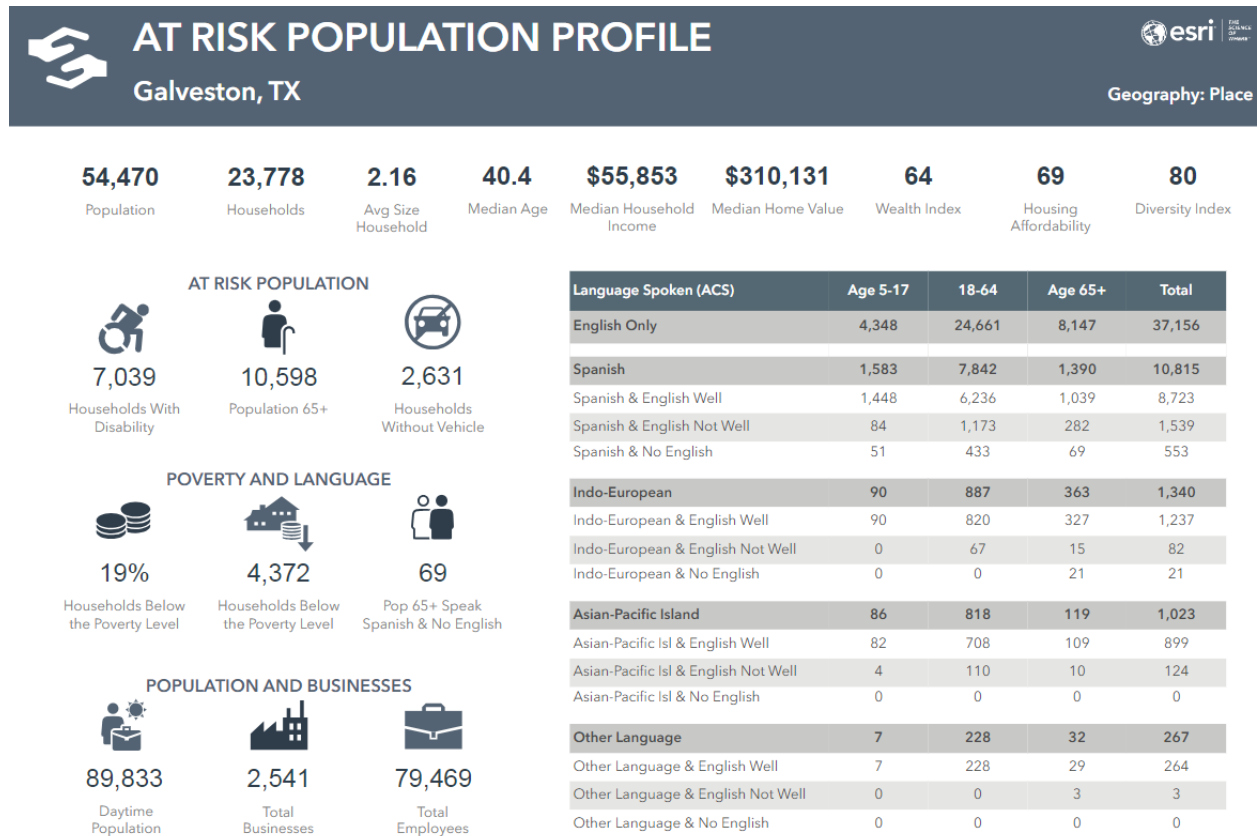 AT RISK POPULATION PROFILE
Galveston, TX
esri
THE
SCIENCE
OF
WHERE
Geography: Place
54,470 23,778 2.16 40.4 $55,853 $310,131 64 69 80
Population Households Avg Size Household Median Age Median Household Income Median Home Value Wealth Index Housing Affordability Diversity Index
AT RISK POPULATION
7,039 10,598 2,631
Households With Disability Population 65+ Households Without Vehicle
POVERTY AND LANGUAGE
19% 4,372 69
Households Below the Poverty Level Households Below the Poverty Level Pop 65+ Speak Spanish & No English
POPULATION AND BUSINESSES
89,833 2,541 79,469
Daytime Population Total Businesses Total Employees
Language Spoken (ACS) Age 5-17 18-64 Age 65+ Total
English Only 4,348 24,661 8,147 37,156
Spanish 1,583 7,842 1,390 10,815
Spanish & English Well 1,448 6,236 1,039 8,723
Spanish & English Not Well 84 1,173 282 1,539
Spanish & No English 51 433 69 553
Indo-European 90 887 363 1,340
Indo-European & English Well 90 820 327 1,237
Indo-European & English Not Well 0 67 15 82
Indo-European & No English 0 0 21 21
Asian-Pacific Island 86 818 119 1,023
Asian-Pacific Isl & English Well 82 708 109 899
Asian-Pacific Isl & English Not Well 4 110 10 124
Asian-Pacific Isl & No English 0 0 0 0
Other Language 7 228 32 267
Other Language & English Well 7 228 29 264
Other Language & English Not Well 0 0 3 3
Other Language & No English 0 0 0 0